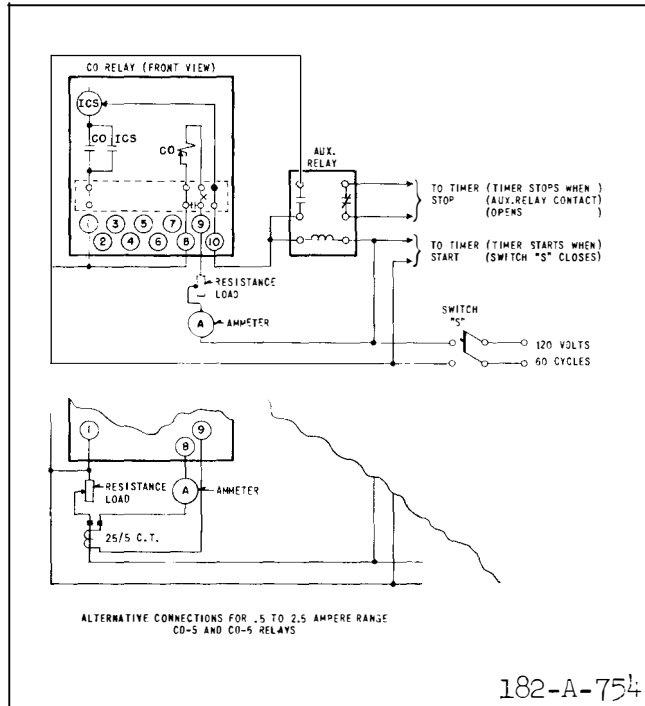 CO RELAY (FRONT VIEW)
ICS
CO ICS
CO
AUX.
RELAY
TO TIMER (TIMER STOPS WHEN )
STOP (AUX.RELAY CONTACT)
(OPENS )
TO TIMER (TIMER STARTS WHEN)
START (SWITCH "S" CLOSES)
1 3 5 7 9
2 4 6 8 10
RESISTANCE
LOAD
A AMMETER
SWITCH
"S"
120 VOLTS
60 CYCLES
1 8 9
RESISTANCE
LOAD
A AMMETER
25/5 C.T.
ALTERNATIVE CONNECTIONS FOR .5 TO 2.5 AMPERE RANGE
CO-5 AND CO-6 RELAYS
182-A-754